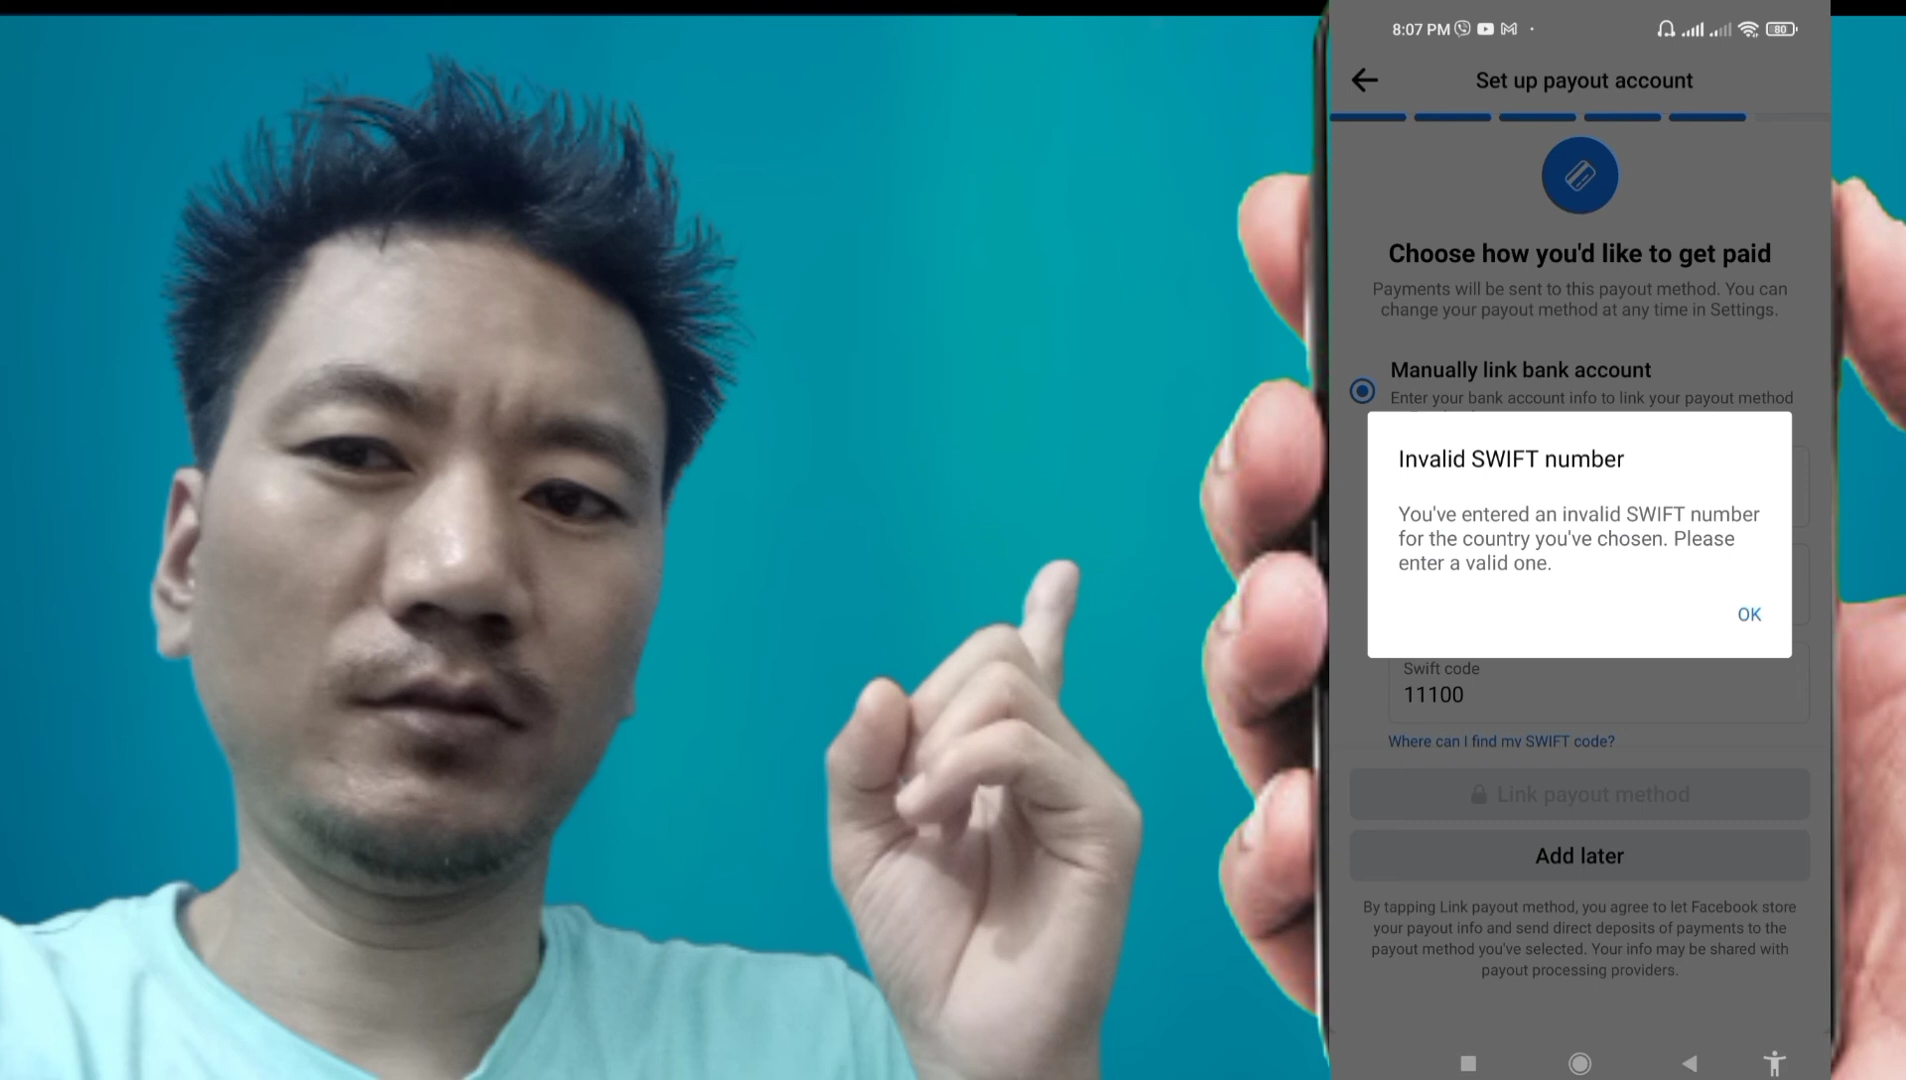 8:07 PM
80
Set up payout account
Choose how you'd like to get paid
Payments will be sent to this payout method. You can
change your payout method at any time in Settings.
Manually link bank account
Enter your bank account info to link your payout method
Invalid SWIFT number
You've entered an invalid SWIFT number
for the country you've chosen. Please
enter a valid one.
OK
Swift code
11100
Where can I find my SWIFT code?
Link payout method
Add later
By tapping Link payout method, you agree to let Facebook store
your payout info and send direct deposits of payments to the
payout method you've selected. Your info may be shared with
payout processing providers.